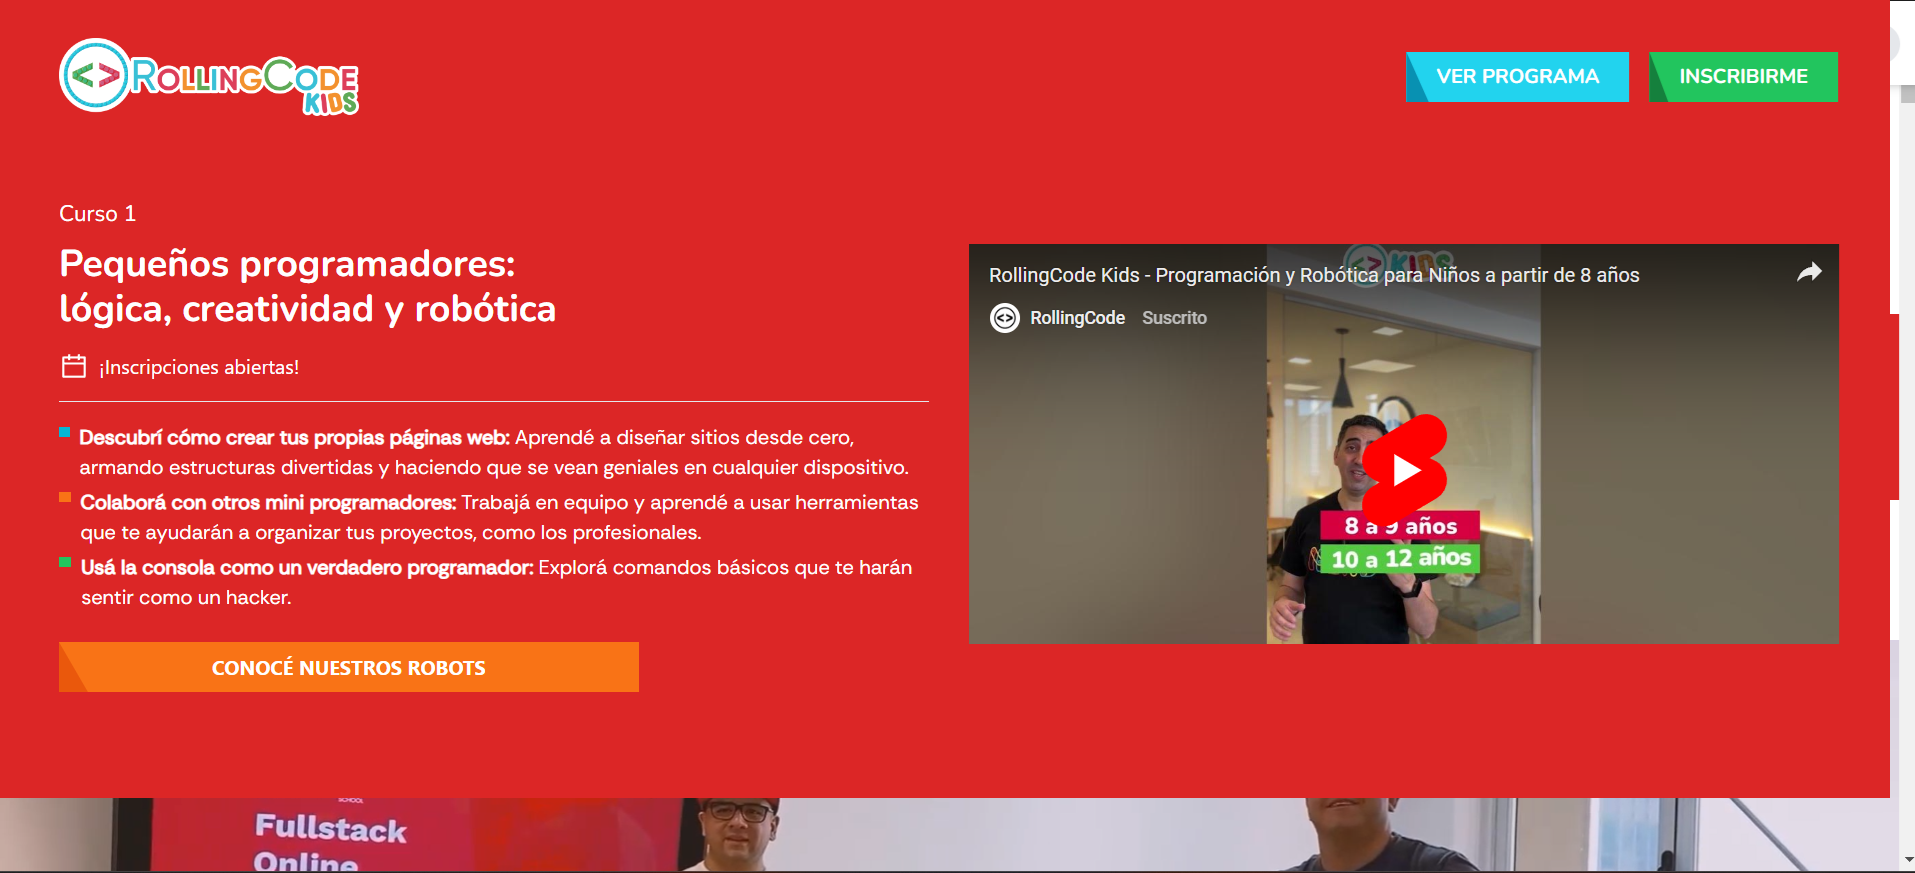 <> ROLLINGCODE
KIDS
VER PROGRAMA
INSCRIBIRME
Curso 1
Pequeños programadores:
lógica, creatividad y robótica
¡Inscripciones abiertas!
Descubrí cómo crear tus propias páginas web: Aprendé a diseñar sitios desde cero,
armando estructuras divertidas y haciendo que se vean geniales en cualquier dispositivo.
Colaborá con otros mini programadores: Trabajá en equipo y aprendé a usar herramientas
que te ayudarán a organizar tus proyectos, como los profesionales.
Usá la consola como un verdadero programador: Explorá comandos básicos que te harán
sentir como un hacker.
CONOCÉ NUESTROS ROBOTS
<> KIDS
RollingCode Kids - Programación y Robótica para Niños a partir de 8 años
<> RollingCode Suscrito
8 a 9 años
10 a 12 años
SCHOOL
Fullstack
Online